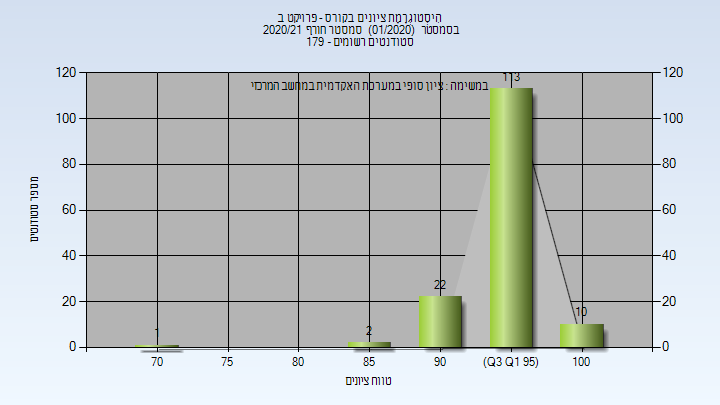 היסטוגרמת ציונים בקורס - פרויקט ב
בסמסטר (01/2020) סמסטר חורף 2020/21
סטודנטים רשומים - 179
במשימה : ציון סופי במערכת האקדמית במחשב המרכזי
120 113 120
100 100
80 80
60 60
40 40
20 22 20
0 1 2 10 0
70 75 80 85 90 (Q3 Q1 95) 100
טווח ציונים
מספר סטודנטים